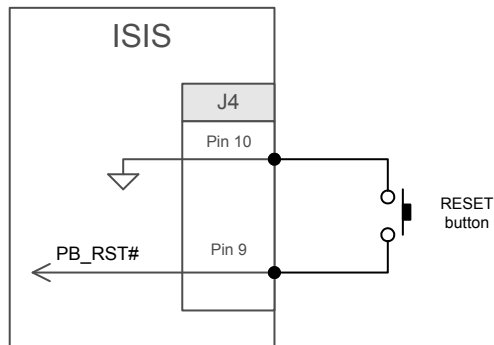 ISIS
J4
Pin 10
RESET
button
PB_RST#
Pin 9